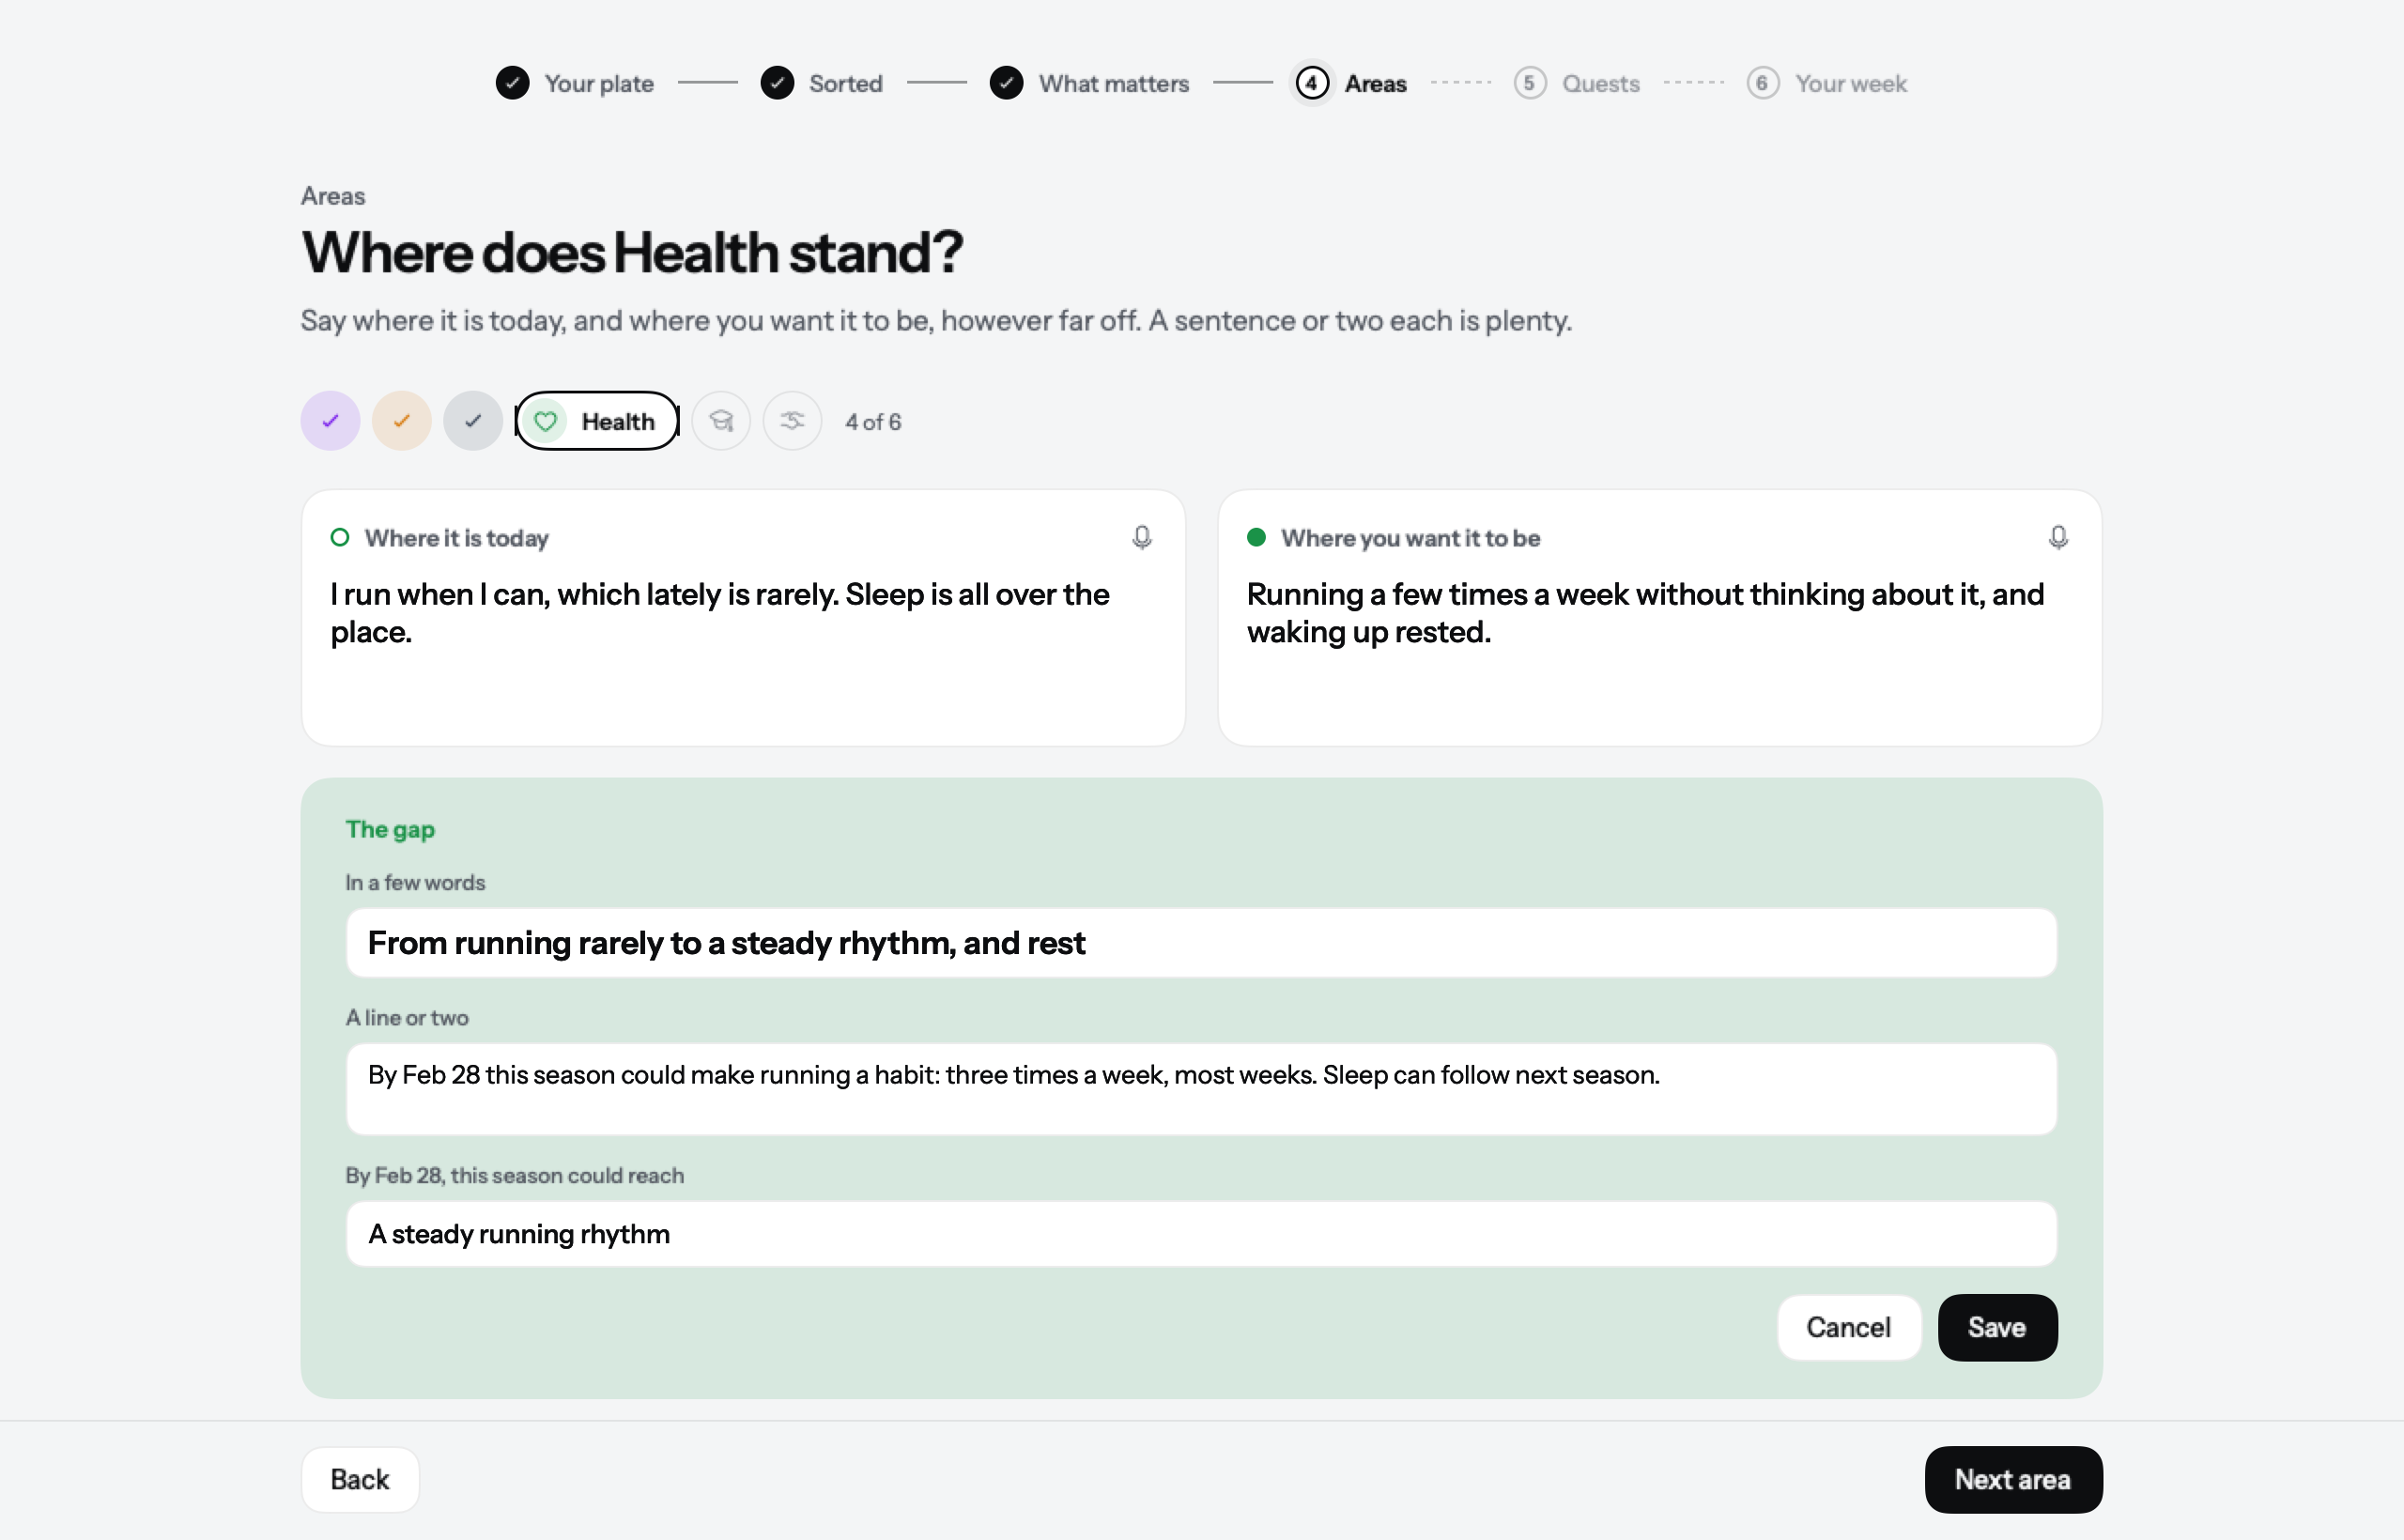 Your plate
Sorted
What matters
4 Areas
5 Quests
6 Your week
Areas
Where does Health stand?
Say where it is today, and where you want it to be, however far off. A sentence or two each is plenty.
Health
4 of 6
Where it is today
I run when I can, which lately is rarely. Sleep is all over the
place.
Where you want it to be
Running a few times a week without thinking about it, and
waking up rested.
The gap
In a few words
From running rarely to a steady rhythm, and rest
A line or two
By Feb 28 this season could make running a habit: three times a week, most weeks. Sleep can follow next season.
By Feb 28, this season could reach
A steady running rhythm
Cancel
Save
Back
Next area